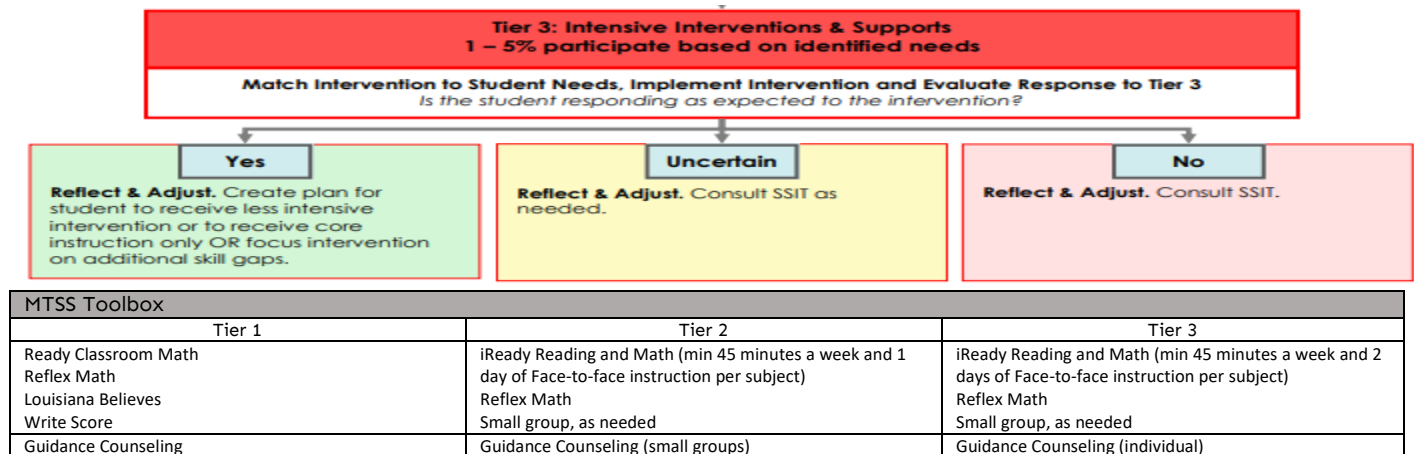 Tier 3: Intensive Interventions & Supports
1 – 5% participate based on identified needs
Match Intervention to Student Needs, Implement Intervention and Evaluate Response to Tier 3
Is the student responding as expected to the intervention?
Yes
Reflect & Adjust. Create plan for
student to receive less intensive
intervention or to receive core
instruction only OR focus intervention
on additional skill gaps.
Uncertain
Reflect & Adjust. Consult SSIT as
needed.
No
Reflect & Adjust. Consult SSIT.
MTSS Toolbox
Tier 1
Tier 2
Tier 3
Ready Classroom Math
Reflex Math
Louisiana Believes
Write Score
iReady Reading and Math (min 45 minutes a week and 1
day of Face-to-face instruction per subject)
Reflex Math
Small group, as needed
iReady Reading and Math (min 45 minutes a week and 2
days of Face-to-face instruction per subject)
Reflex Math
Small group, as needed
Guidance Counseling
Guidance Counseling (small groups)
Guidance Counseling (individual)